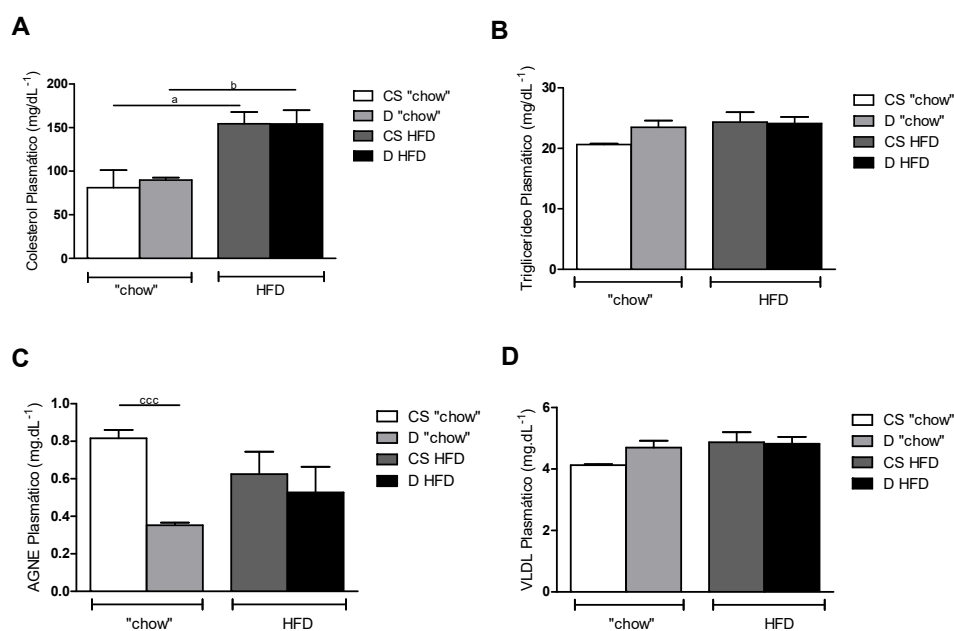 A
Colesterol Plasmático (mg/dL⁻¹)
200
150
100
50
0
a
b
"chow"
HFD
CS "chow"
D "chow"
CS HFD
D HFD
B
Triglicerídeo Plasmático (mg/dL⁻¹)
30
20
10
0
"chow"
HFD
CS "chow"
D "chow"
CS HFD
D HFD
C
AGNE Plasmático (mg.dL⁻¹)
1.0
0.8
0.6
0.4
0.2
0.0
ccc
"chow"
HFD
CS "chow"
D "chow"
CS HFD
D HFD
D
VLDL Plasmático (mg.dL⁻¹)
6
4
2
0
"chow"
HFD
CS "chow"
D "chow"
CS HFD
D HFD